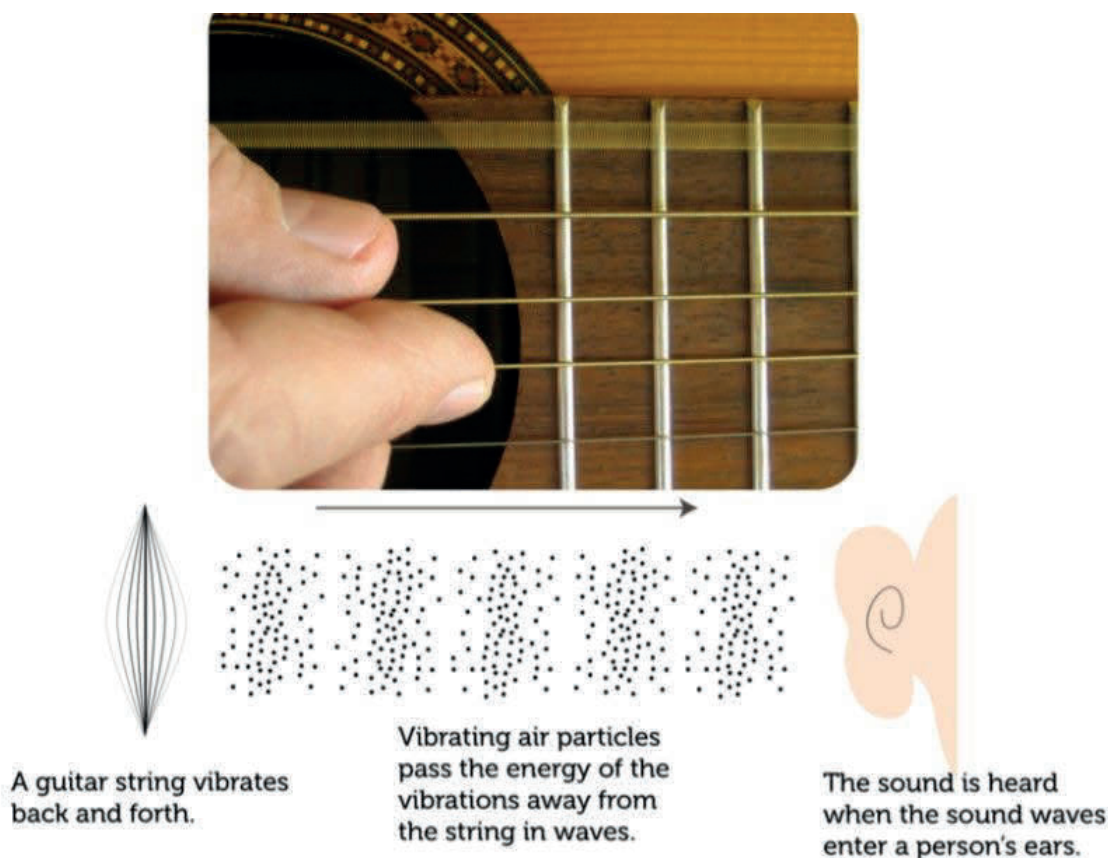 A guitar string vibrates
back and forth.
Vibrating air particles
pass the energy of the
vibrations away from
the string in waves.
The sound is heard
when the sound waves
enter a person's ears.